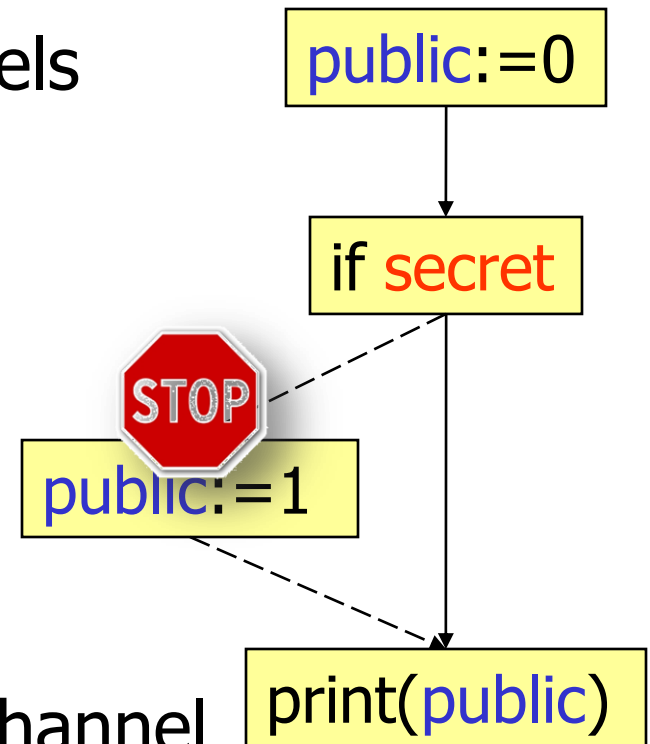 els
public:=0
if secret
STOP
public:=1
hannel
print(public)